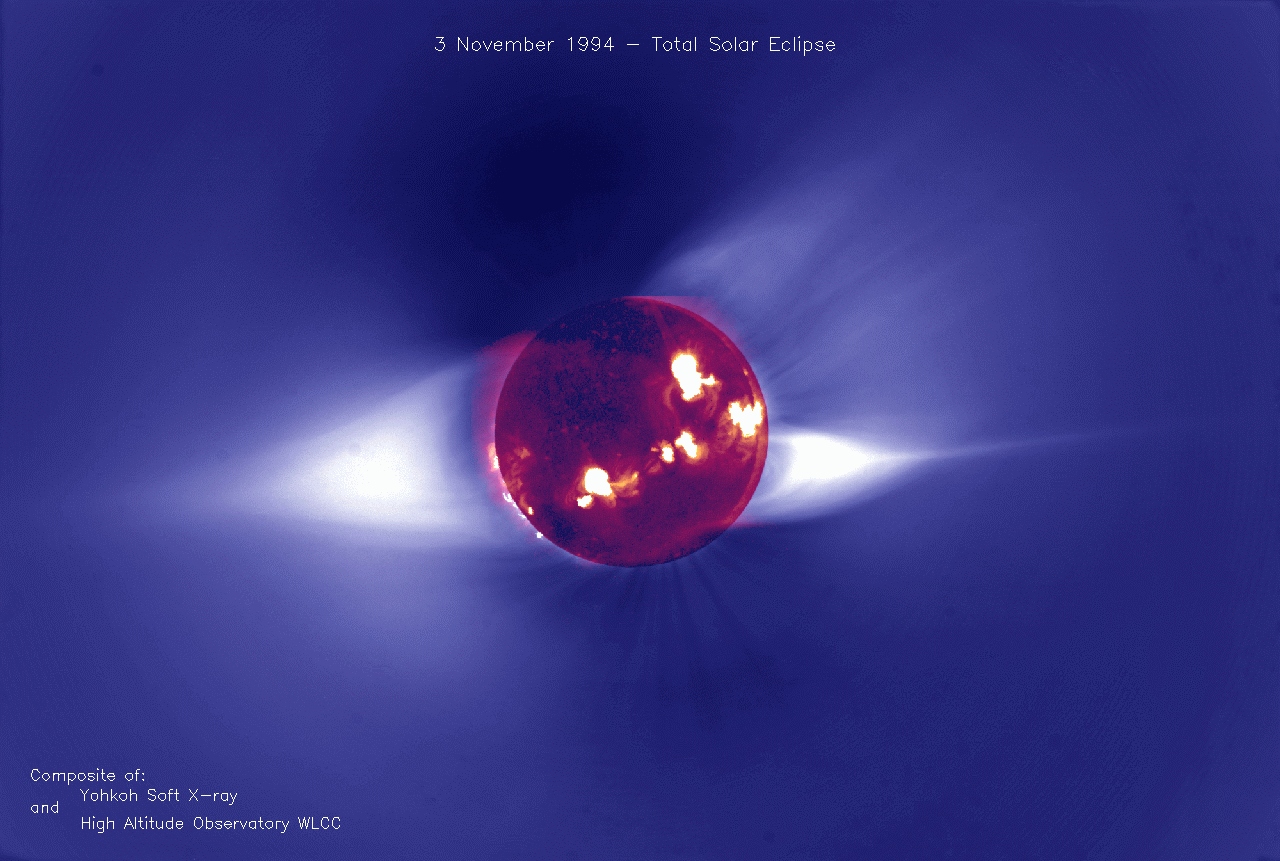 3 November 1994 - Total Solar Eclipse
Composite of:
Yohkoh Soft X-ray
and
High Altitude Observatory WLCC